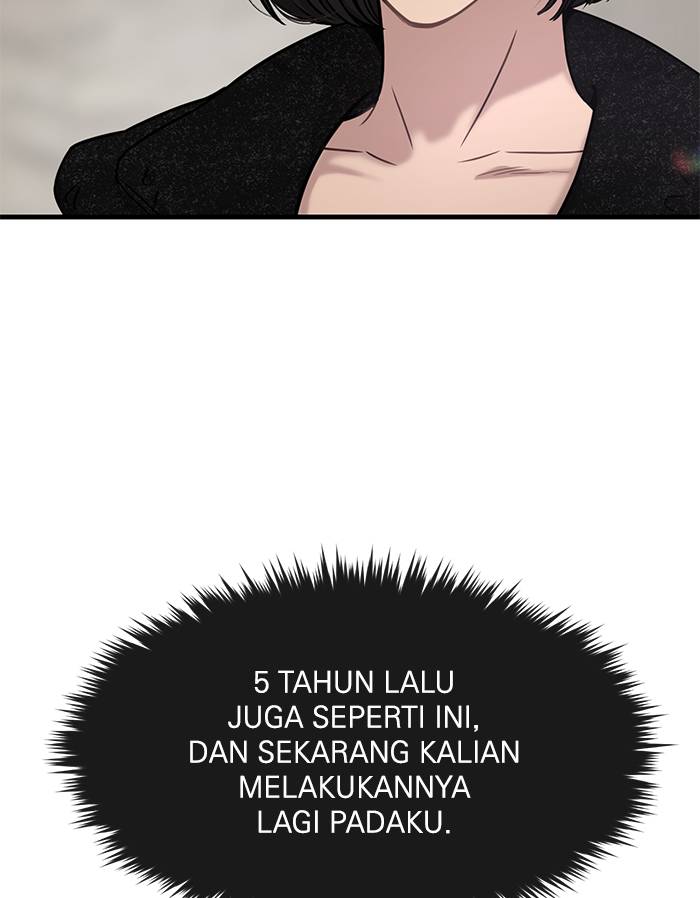 5 TAHUN LALU
JUGA SEPERTI INI,
DAN SEKARANG KALIAN
MELAKUKANNYA
LAGI PADAKU.